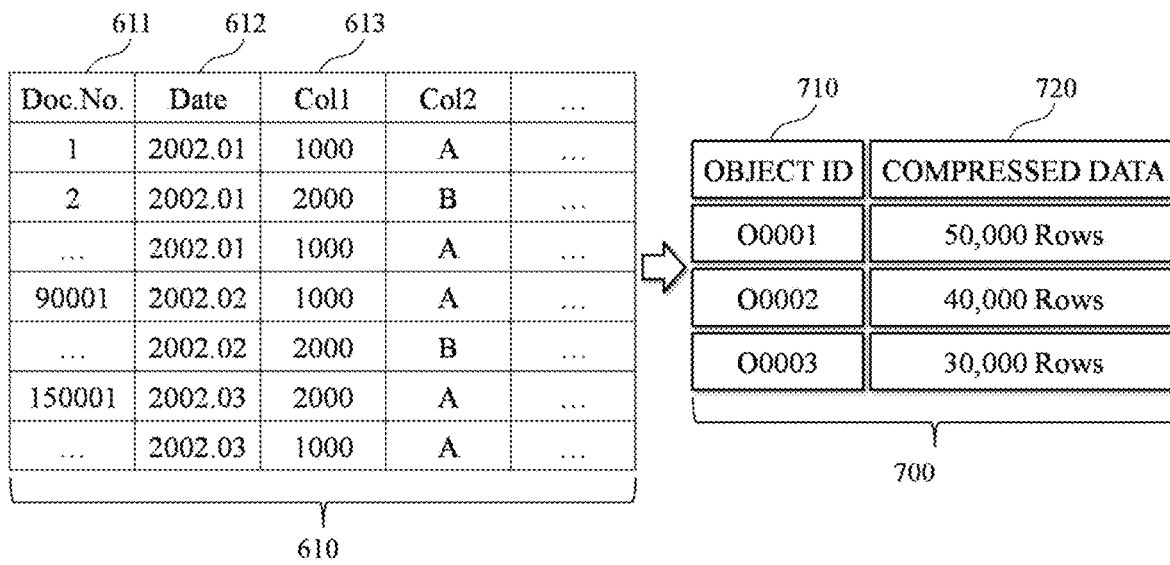 611 612 613
Doc.No. Date Col1 Col2 ...
1 2002.01 1000 A ...
2 2002.01 2000 B ...
... 2002.01 1000 A ...
90001 2002.02 1000 A ...
... 2002.02 2000 B ...
150001 2002.03 2000 A ...
... 2002.03 1000 A ...
610
710 720
OBJECT ID COMPRESSED DATA
O0001 50,000 Rows
O0002 40,000 Rows
O0003 30,000 Rows
700